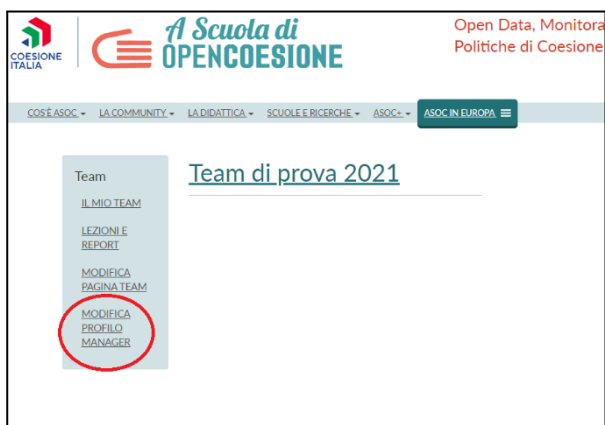 COESIONE
ITALIA
A Scuola di
OPENCOESIONE
Open Data, Monitora
Politiche di Coesione
COS'È ASOC
LA COMMUNITY
LA DIDATTICA
SCUOLE E RICERCHE
ASOC+
ASOC IN EUROPA
Team
IL MIO TEAM
LEZIONI E
REPORT
MODIFICA
PAGINA TEAM
MODIFICA
PROFILO
MANAGER
Team di prova 2021